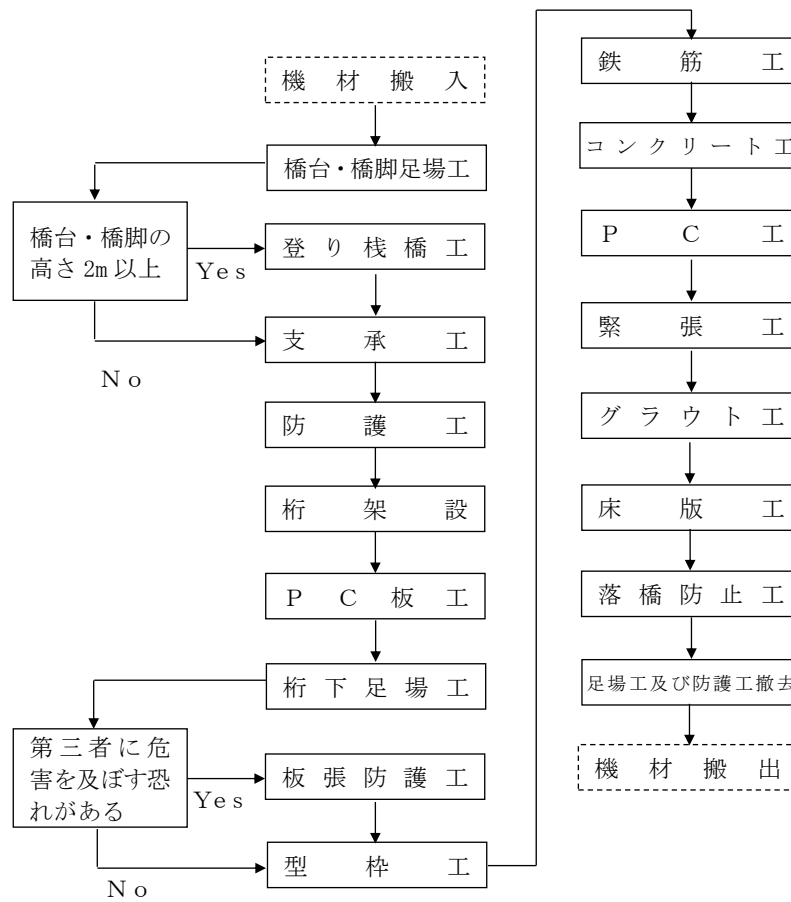 機材搬入
橋台・橋脚足場工
橋台・橋脚の
高さ2m以上
Yes
登り桟橋工
No
支承工
防護工
桁架設
PC板工
桁下足場工
第三者に危
害を及ぼす恐
れがある
Yes
板張防護工
No
型枠工
鉄筋工
コンクリート工
PC工
緊張工
グラウト工
床版工
落橋防止工
足場工及び防護工撤去
機材搬出